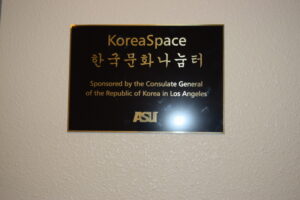 KoreaSpace
한국문화나눔터
Sponsored by the Consulate General
of the Republic of Korea in Los Angeles
ASU